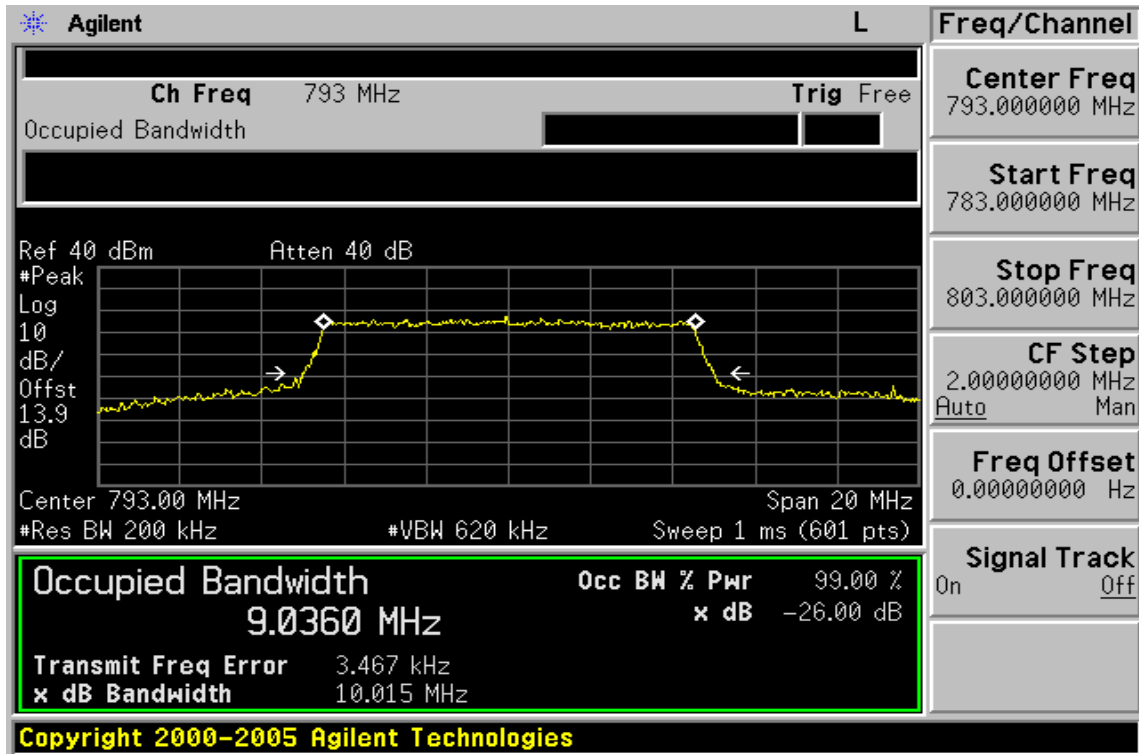 Agilent L
Ch Freq 793 MHz Trig Free
Occupied Bandwidth
Ref 40 dBm Atten 40 dB
#Peak
Log
10
dB/
Offst
13.9
dB
Center 793.00 MHz Span 20 MHz
#Res BW 200 kHz #VBW 620 kHz Sweep 1 ms (601 pts)
Occupied Bandwidth
9.0360 MHz
Occ BW % Pwr 99.00 %
x dB -26.00 dB
Transmit Freq Error 3.467 kHz
x dB Bandwidth 10.015 MHz
Copyright 2000-2005 Agilent Technologies
Freq/Channel
Center Freq
793.000000 MHz
Start Freq
783.000000 MHz
Stop Freq
803.000000 MHz
CF Step
2.00000000 MHz
Auto Man
Freq Offset
0.00000000 Hz
Signal Track
On Off